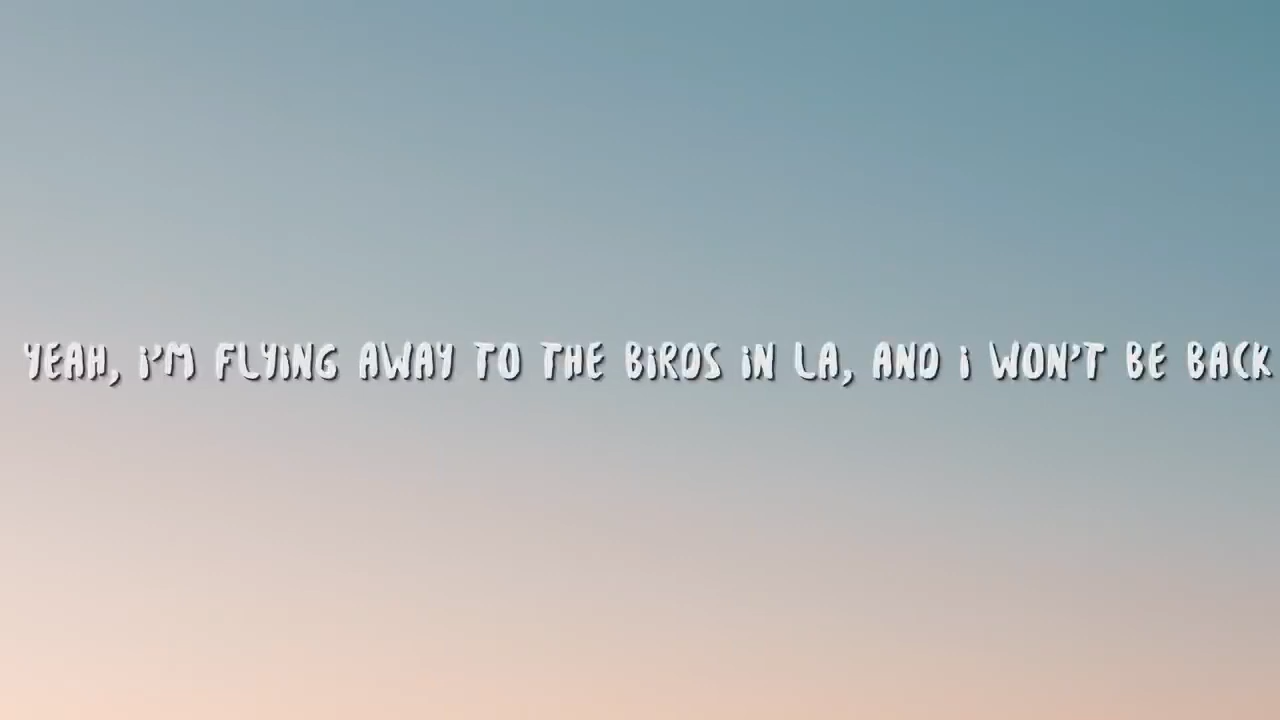 YEAH, i'M FLYiNG AWAY TO THE BiRDS iN LA, AND i WON'T BE BACK